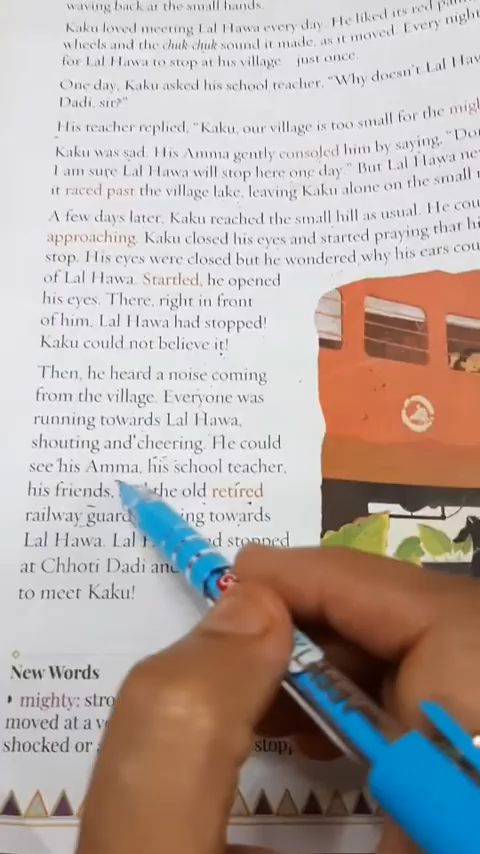 waving back at the small hands.
Kaku loved meeting Lal Hawa every day. He liked its red
wheels and the chuk-chuk sound it made, as it moved. Every night
for Lal Hawa to stop at his village just once.
One day, Kaku asked his school teacher, "Why doesn't Lal
Dadi, sir?"
His teacher replied, "Kaku, our village is too small for the
Kaku was sad. His Amma gently consoled him by saying,
I am sure Lal Hawa will stop here one day." But Lal Hawa
it raced past the village lake, leaving Kaku alone on the small
A few days later, Kaku reached the small hill as usual. He
approaching. Kaku closed his eyes and started praying that
stop. His eyes were closed but he wondered why his ears
of Lal Hawa. Startled, he opened
his eyes. There, right in front
of him, Lal Hawa had stopped!
Kaku could not believe it!
Then, he heard a noise coming
from the village. Everyone was
running towards Lal Hawa,
shouting and cheering. He could
see his Amma, his school teacher,
his friends, the old retired
railway towards
Lal Hawa. Lal stopped
at Chhoti Dadi
to meet Kaku!
New Words
• mighty:
moved at a
shocked or stop,